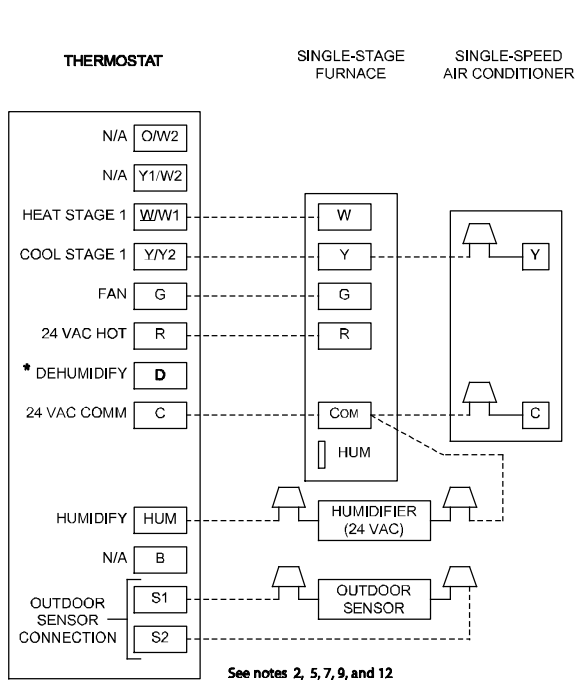 THERMOSTAT
SINGLE-STAGE
FURNACE
SINGLE-SPEED
AIR CONDITIONER
N/A O/W2
N/A Y1/W2
HEAT STAGE 1 W/W1 W
COOL STAGE 1 Y/Y2 Y Y
FAN G G
24 VAC HOT R R
* DEHUMIDIFY D
24 VAC COMM C COM C
HUM
HUMIDIFY HUM
HUMIDIFIER
(24 VAC)
N/A B
OUTDOOR
SENSOR
CONNECTION
S1
S2
OUTDOOR
SENSOR
See notes 2, 5, 7, 9, and 12